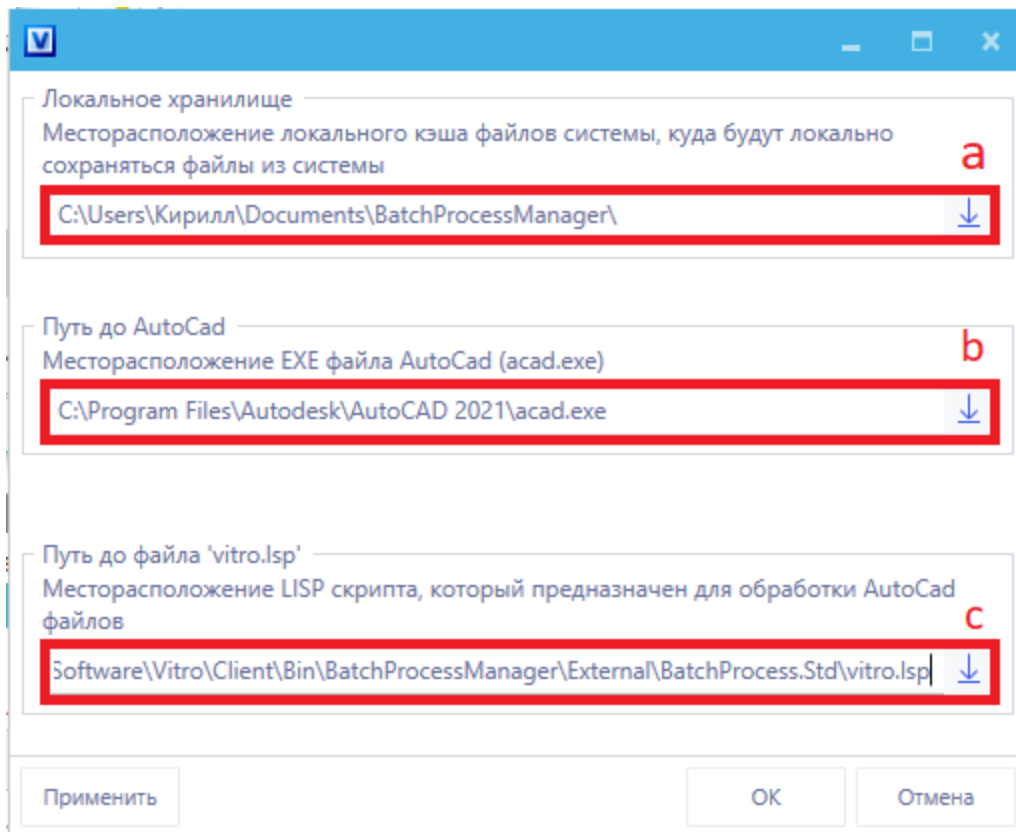 V
Локальное хранилище
Месторасположение локального кэша файлов системы, куда будут локально
сохраняться файлы из системы
a
C:\Users\Кирилл\Documents\BatchProcessManager\
Путь до AutoCad
Месторасположение EXE файла AutoCad (acad.exe)
b
C:\Program Files\Autodesk\AutoCAD 2021\acad.exe
Путь до файла 'vitro.lsp'
Месторасположение LISP скрипта, который предназначен для обработки AutoCad
файлов
c
Software\Vitro\Client\Bin\BatchProcessManager\External\BatchProcess.Std\vitro.lsp
Применить OK Отмена